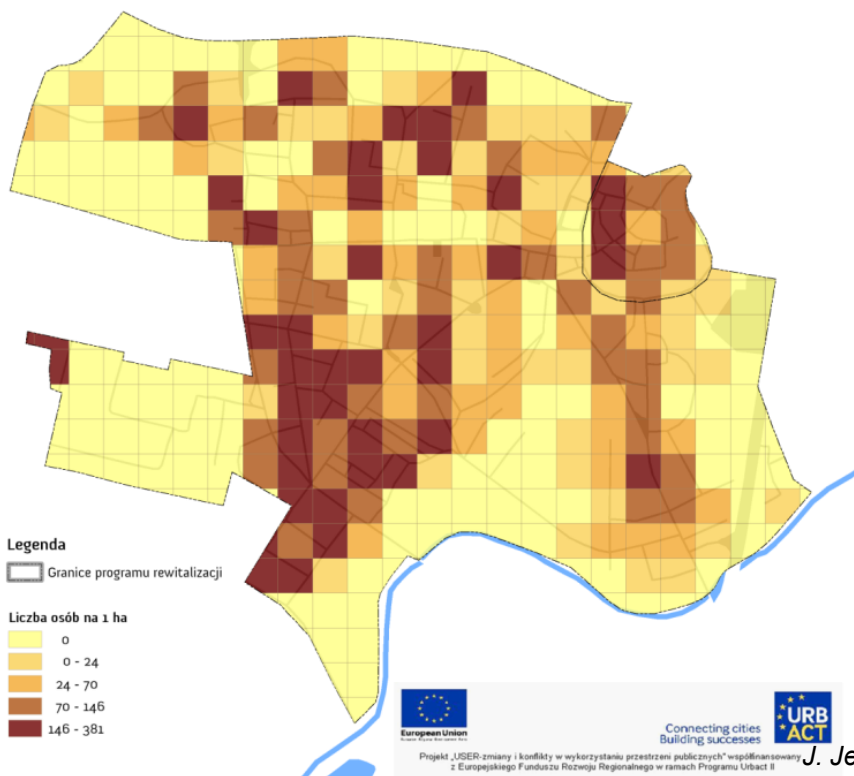 Legenda
Granice programu rewitalizacji
Liczba osób na 1 ha
0
0 - 24
24 - 70
70 - 146
146 - 381
European Union
Connecting cities
Building successes
URB
ACT
Projekt „USER-zmiany i konflikty w wykorzystaniu przestrzeni publicznych” współfinansowany
z Europejskiego Funduszu Rozwoju Regionalnego w ramach Programu Urbact II
J. Je